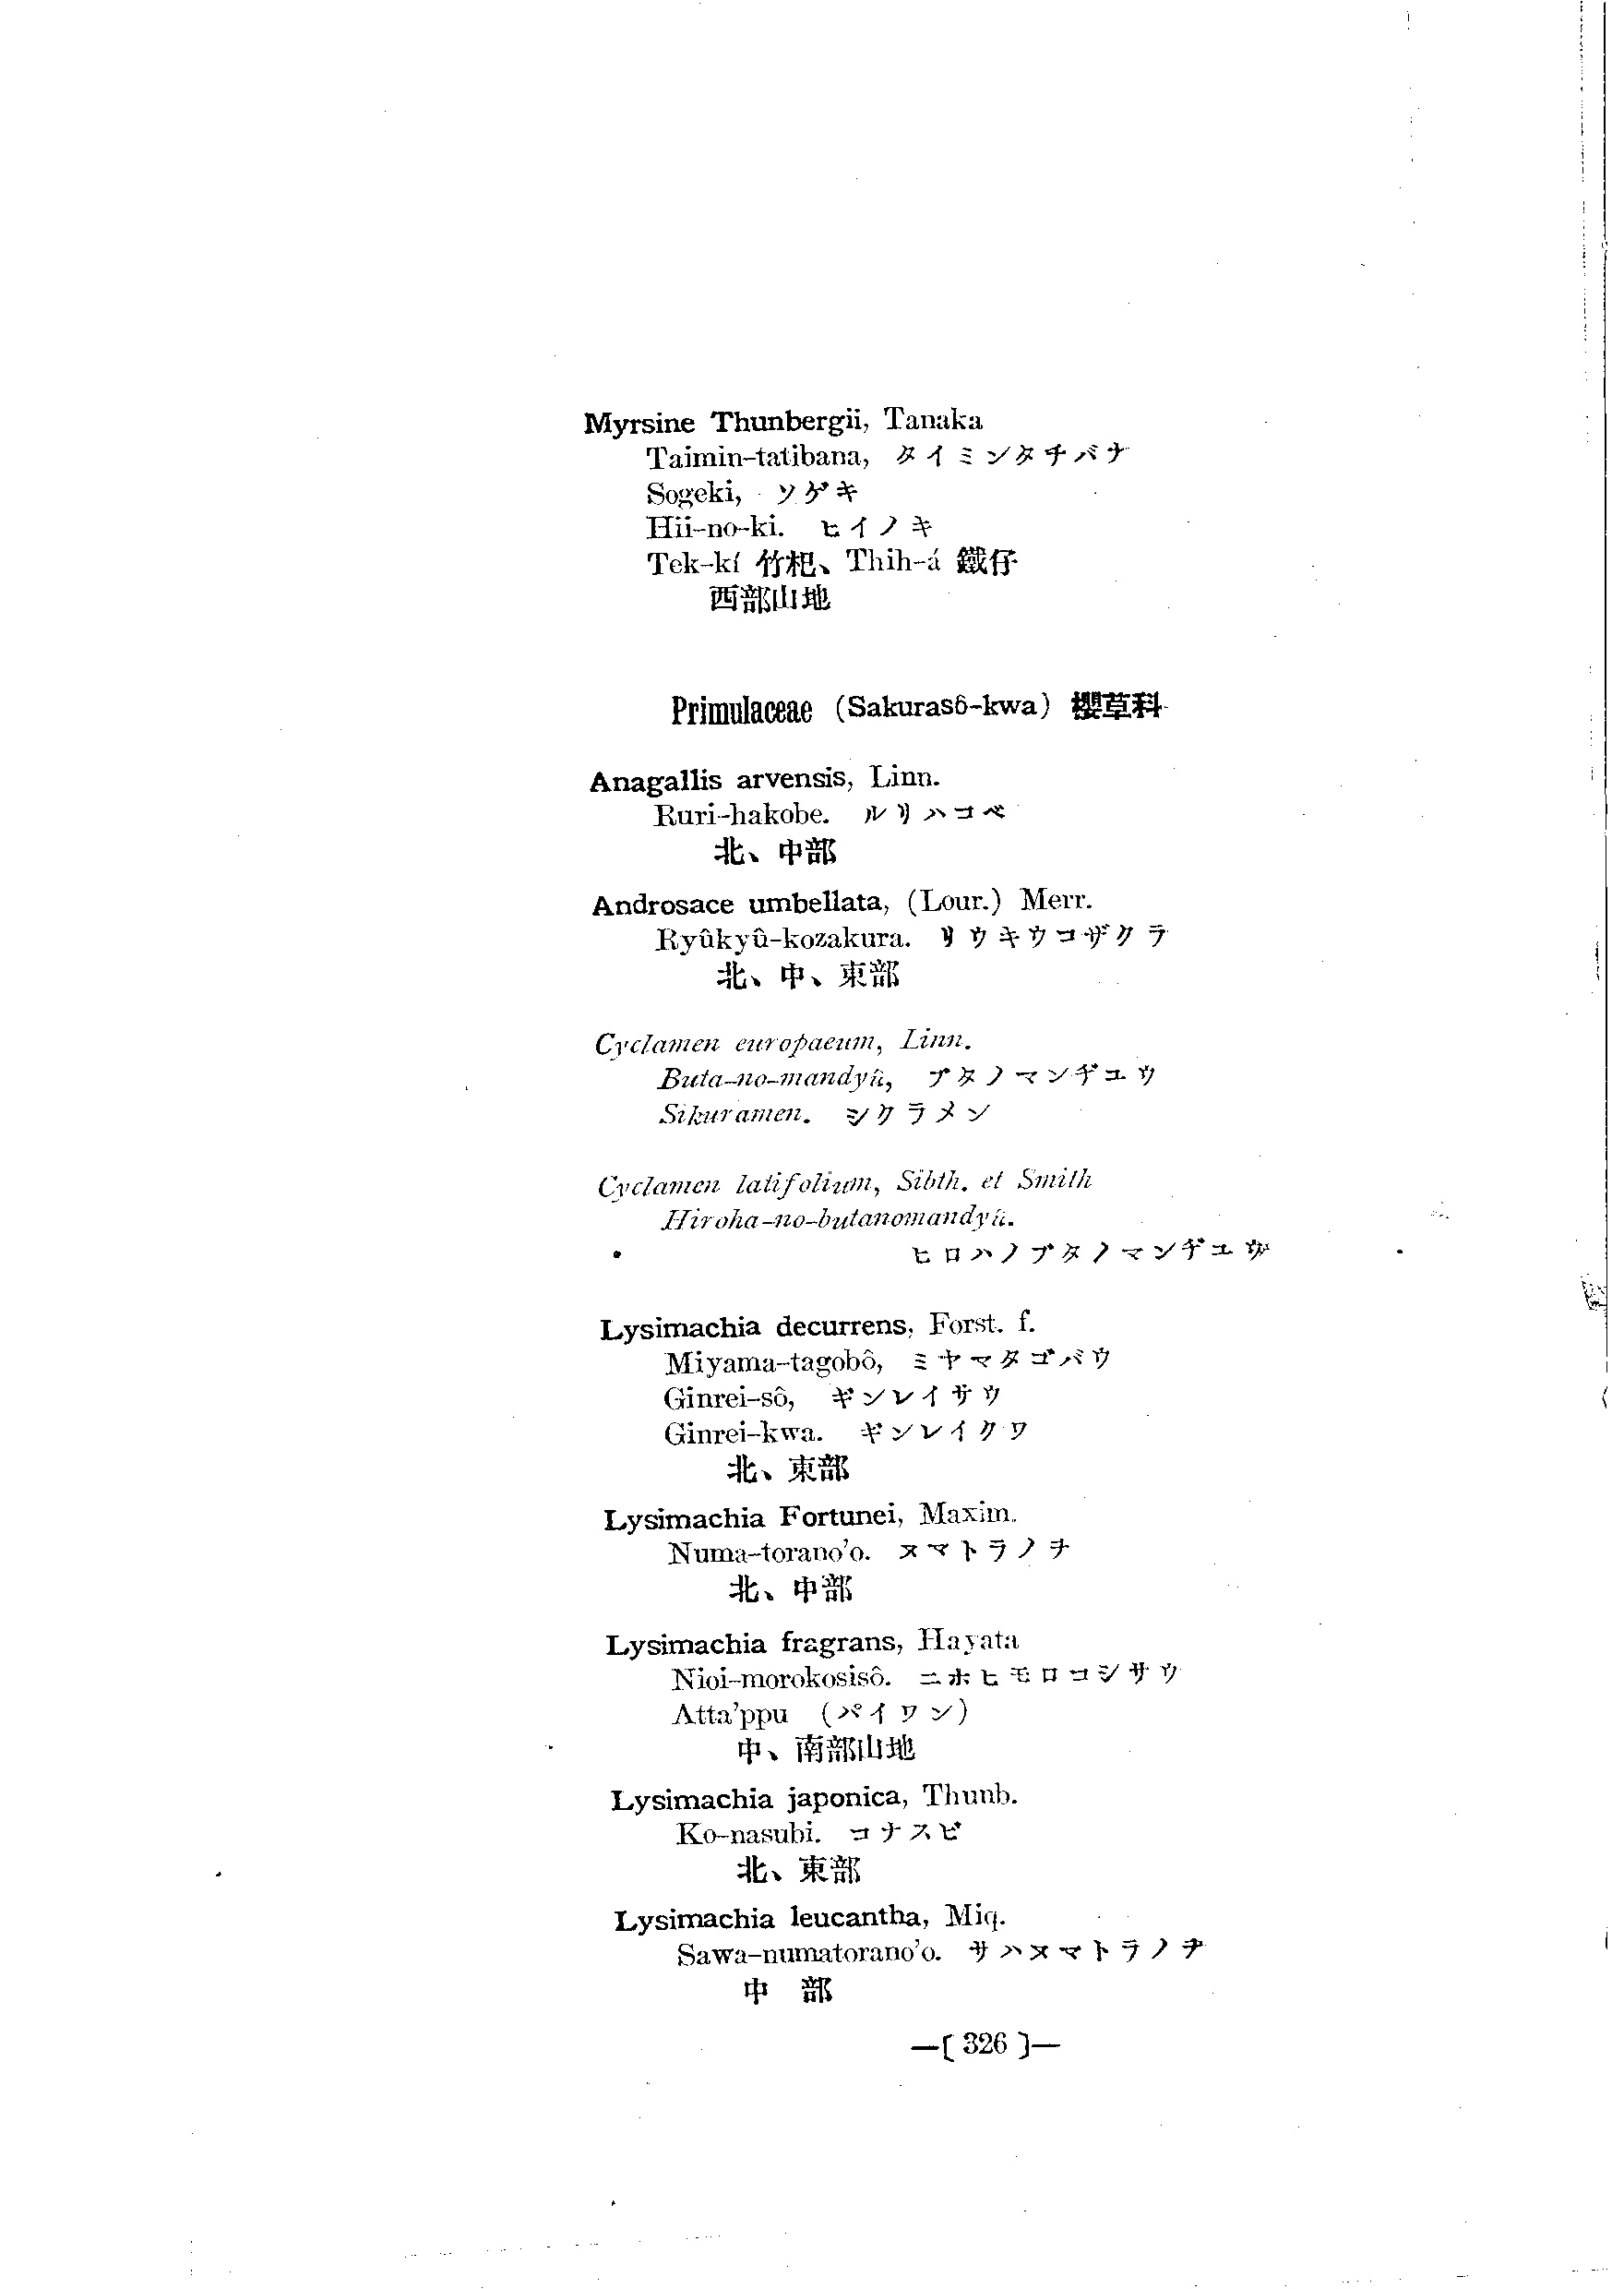 Myrsine Thunbergii, Tanaka
Taimin-tatibana, タイミンタチバナ
Sogeki, ソゲキ
Hii-no-ki. ヒイノキ
Tek-kí 竹杞、Thih-á 鐵仔
西部山地
Primulaceae (Sakurasô-kwa) 櫻草科
Anagallis arvensis, Linn.
Ruri-hakobe. ルリハコベ
北、中部
Androsace umbellata, (Lour.) Merr.
Ryûkyû-kozakura. リウキウコザクラ
北、中、東部
Cyclamen europaeum, Linn.
Buta-no-mandyû, ブタノマンヂユウ
Sikuramen. シクラメン
Cyclamen latifolium, Sibth. et Smith
Hiroha-no-butanomandyû.
ヒロハノブタノマンヂユウ
Lysimachia decurrens, Forst. f.
Miyama-tagobô, ミヤマタゴバウ
Ginrei-sô, ギンレイサウ
Ginrei-kwa. ギンレイクワ
北、東部
Lysimachia Fortunei, Maxim.
Numa-torano'o. ヌマトラノヲ
北、中部
Lysimachia fragrans, Hayata
Nioi-morokosisô. ニホヒモロコシサウ
Atta'ppu (パイワン)
中、南部山地
Lysimachia japonica, Thunb.
Ko-nasubi. コナスビ
北、東部
Lysimachia leucantha, Miq.
Sawa-numatorano'o. サハヌマトラノヲ
中 部
—[ 326 ]—